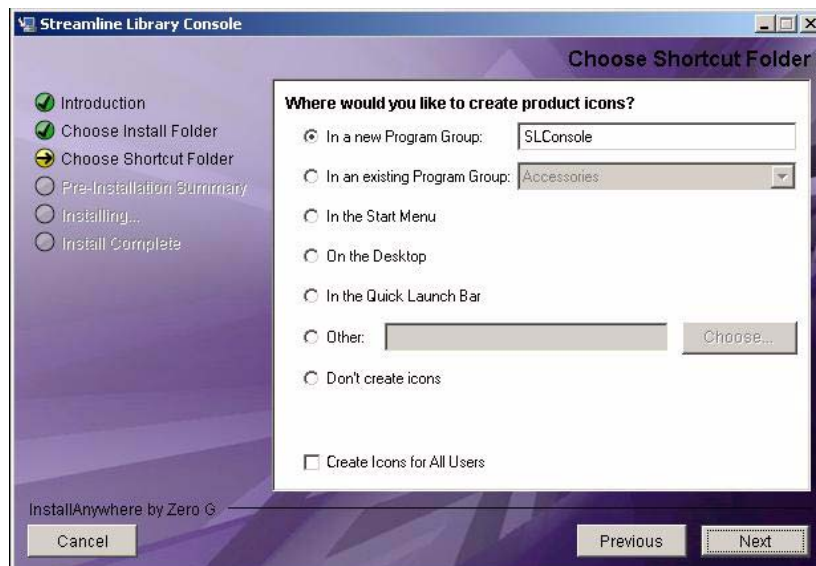 Streamline Library Console
Choose Shortcut Folder
Introduction
Choose Install Folder
Choose Shortcut Folder
Pre-Installation Summary
Installing...
Install Complete
Where would you like to create product icons?
In a new Program Group: SLConsole
In an existing Program Group: Accessories
In the Start Menu
On the Desktop
In the Quick Launch Bar
Other: Choose...
Don't create icons
Create Icons for All Users
InstallAnywhere by Zero G
Cancel Previous Next